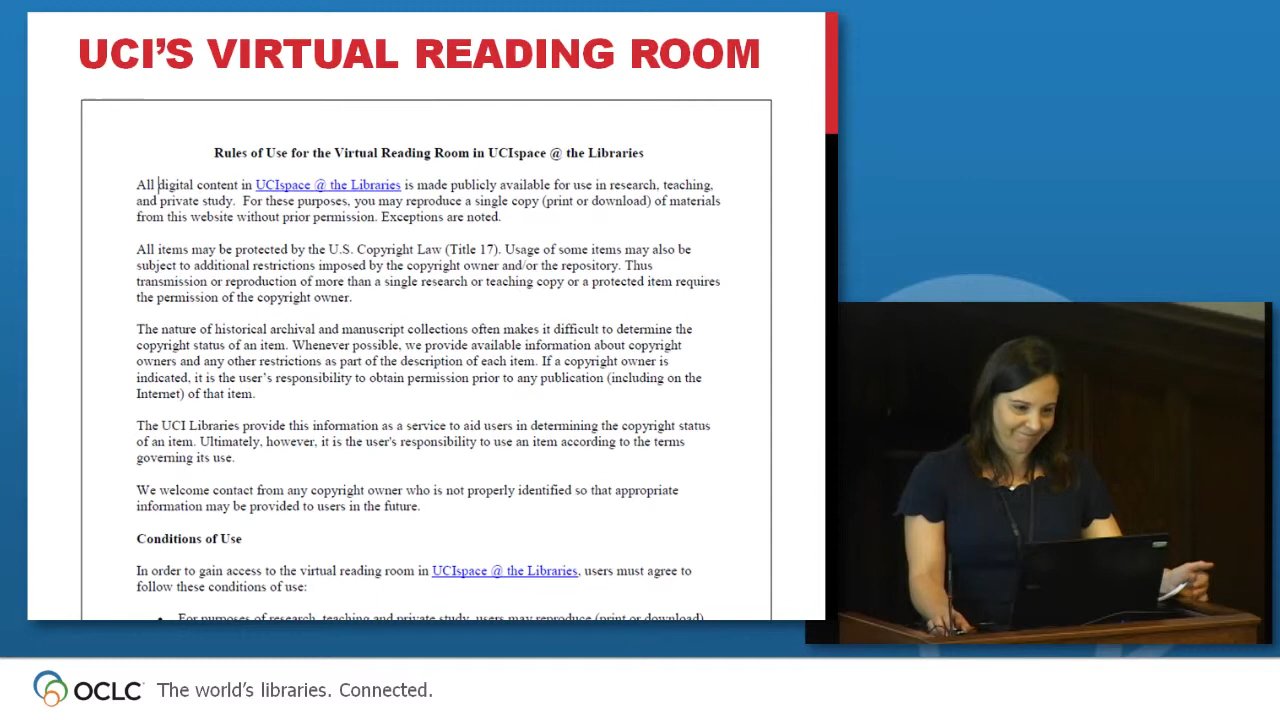 UCI'S VIRTUAL READING ROOM
Rules of Use for the Virtual Reading Room in UCIspace @ the Libraries
All digital content in UCIspace @ the Libraries is made publicly available for use in research, teaching,
and private study. For these purposes, you may reproduce a single copy (print or download) of materials
from this website without prior permission. Exceptions are noted.
All items may be protected by the U.S. Copyright Law (Title 17). Usage of some items may also be
subject to additional restrictions imposed by the copyright owner and/or the repository. Thus
transmission or reproduction of more than a single research or teaching copy or a protected item requires
the permission of the copyright owner.
The nature of historical archival and manuscript collections often makes it difficult to determine the
copyright status of an item. Whenever possible, we provide available information about copyright
owners and any other restrictions as part of the description of each item. If a copyright owner is
indicated, it is the user's responsibility to obtain permission prior to any publication (including on the
Internet) of that item.
The UCI Libraries provide this information as a service to aid users in determining the copyright status
of an item. Ultimately, however, it is the user's responsibility to use an item according to the terms
governing its use.
We welcome contact from any copyright owner who is not properly identified so that appropriate
information may be provided to users in the future.
Conditions of Use
In order to gain access to the virtual reading room in UCIspace @ the Libraries, users must agree to
follow these conditions of use:
• For purposes of research, teaching and private study, users may reproduce (print or download)
OCLC The world's libraries. Connected.